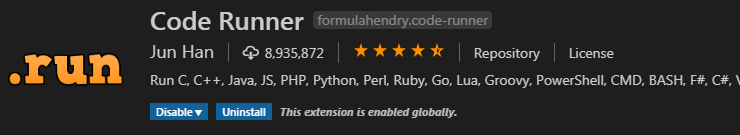 Code Runner formulahendry.code-runner
.run
Jun Han 8,935,872 Repository License
Run C, C++, Java, JS, PHP, Python, Perl, Ruby, Go, Lua, Groovy, PowerShell, CMD, BASH, F#, C#,
Disable Uninstall This extension is enabled globally.